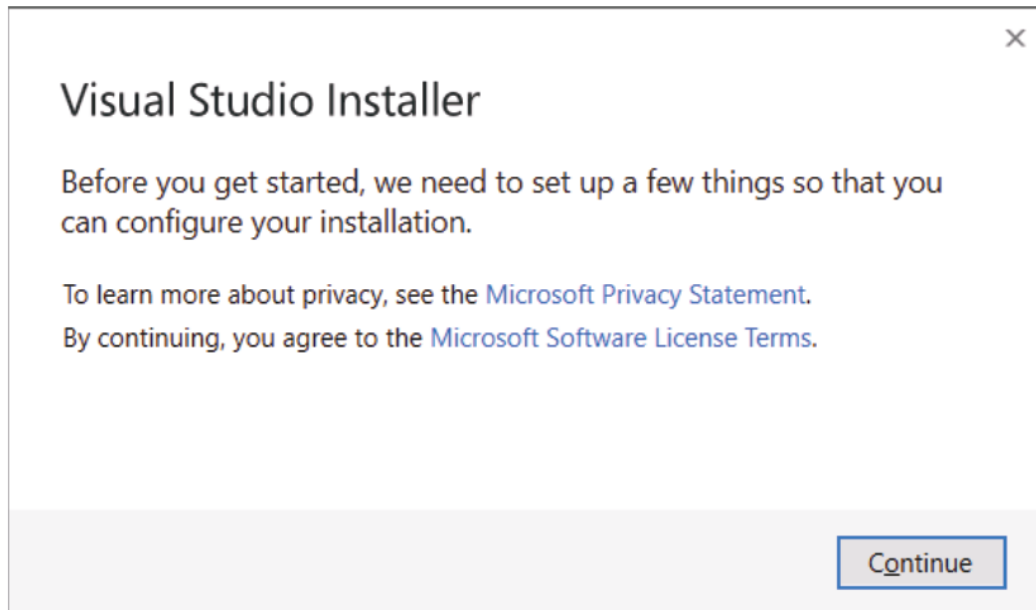 Visual Studio Installer
Before you get started, we need to set up a few things so that you
can configure your installation.
To learn more about privacy, see the Microsoft Privacy Statement.
By continuing, you agree to the Microsoft Software License Terms.
Continue